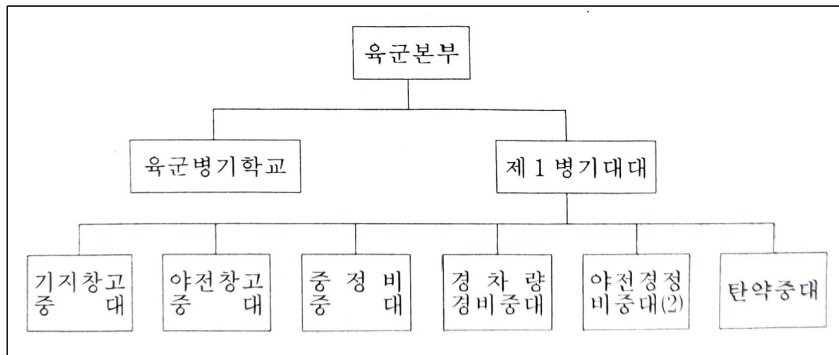 육군본부
육군병기학교
제1병기대대
기지창고
중대
야전창고
중대
중정비
중대
경차량
경비중대
야전경정
비중대(2)
탄약중대